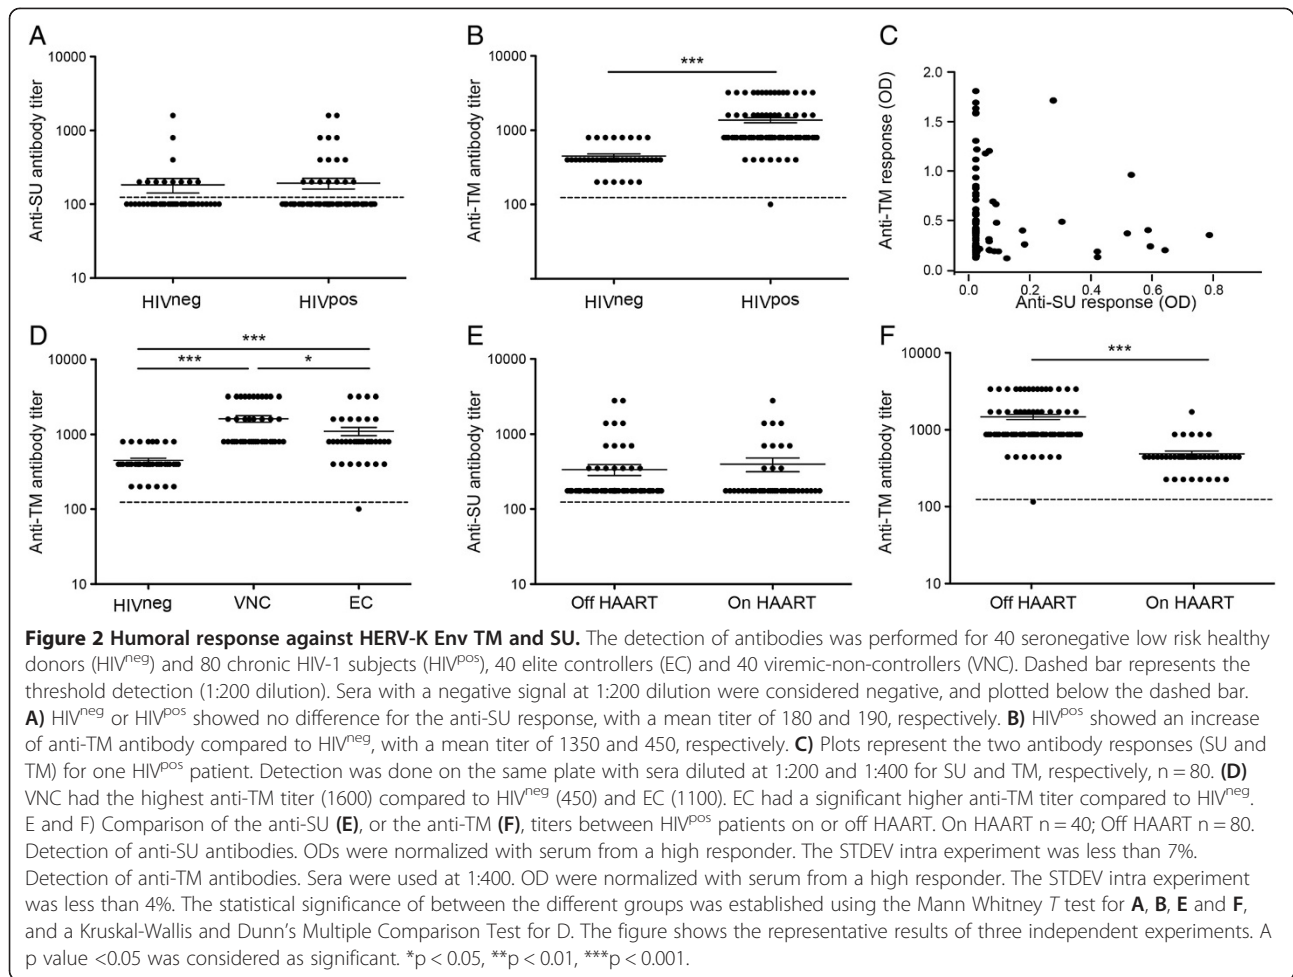 A
Anti-SU antibody titer
10000
1000
100
10
HIVneg
HIVpos
B
Anti-TM antibody titer
10000
1000
100
***
HIVneg
HIVpos
C
Anti-TM response (OD)
2.0
1.5
1.0
0.5
0.0
0.0 0.2 0.4 0.6 0.8
Anti-SU response (OD)
D
Anti-TM antibody titer
10000
1000
100
10
***
*** *
HIVneg VNC EC
E
Anti-SU antibody titer
10000
1000
100
10
Off HAART On HAART
F
Anti-TM antibody titer
10000
1000
100
10
***
Off HAART On HAART
Figure 2 Humoral response against HERV-K Env TM and SU. The detection of antibodies was performed for 40 seronegative low risk healthy
donors (HIVneg) and 80 chronic HIV-1 subjects (HIVpos), 40 elite controllers (EC) and 40 viremic-non-controllers (VNC). Dashed bar represents the
threshold detection (1:200 dilution). Sera with a negative signal at 1:200 dilution were considered negative, and plotted below the dashed bar.
A) HIVneg or HIVpos showed no difference for the anti-SU response, with a mean titer of 180 and 190, respectively. B) HIVpos showed an increase
of anti-TM antibody compared to HIVneg, with a mean titer of 1350 and 450, respectively. C) Plots represent the two antibody responses (SU and
TM) for one HIVpos patient. Detection was done on the same plate with sera diluted at 1:200 and 1:400 for SU and TM, respectively, n = 80. (D)
VNC had the highest anti-TM titer (1600) compared to HIVneg (450) and EC (1100). EC had a significant higher anti-TM titer compared to HIVneg.
E and F) Comparison of the anti-SU (E), or the anti-TM (F), titers between HIVpos patients on or off HAART. On HAART n = 40; Off HAART n = 80.
Detection of anti-SU antibodies. ODs were normalized with serum from a high responder. The STDEV intra experiment was less than 7%.
Detection of anti-TM antibodies. Sera were used at 1:400. OD were normalized with serum from a high responder. The STDEV intra experiment
was less than 4%. The statistical significance of between the different groups was established using the Mann Whitney T test for A, B, E and F,
and a Kruskal-Wallis and Dunn's Multiple Comparison Test for D. The figure shows the representative results of three independent experiments. A
p value <0.05 was considered as significant. *p < 0.05, **p < 0.01, ***p < 0.001.